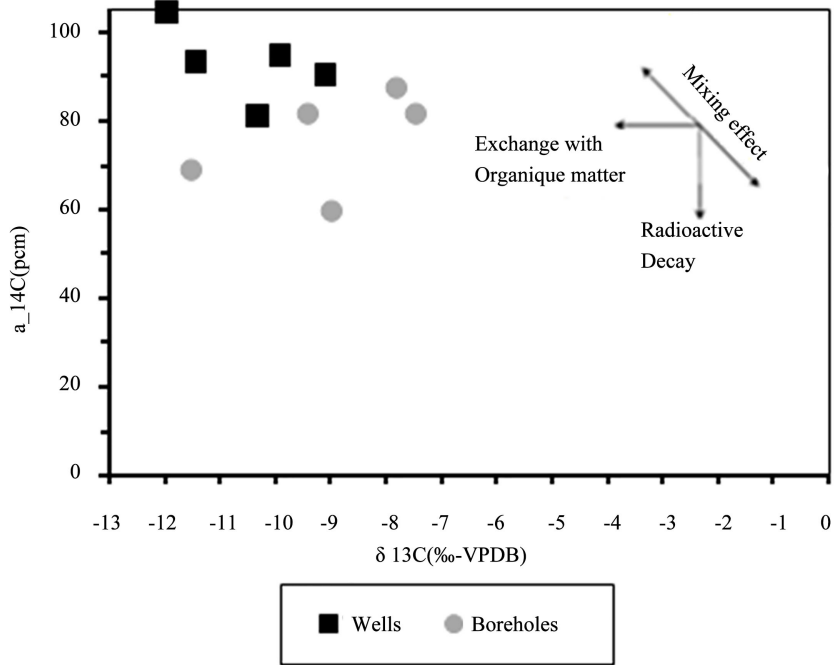 100
80
60
40
20
0
a_14C(pcm)
Mixing effect
Exchange with
Organique matter
Radioactive
Decay
-13 -12 -11 -10 -9 -8 -7 -6 -5 -4 -3 -2 -1 0
δ 13C(‰-VPDB)
Wells Boreholes